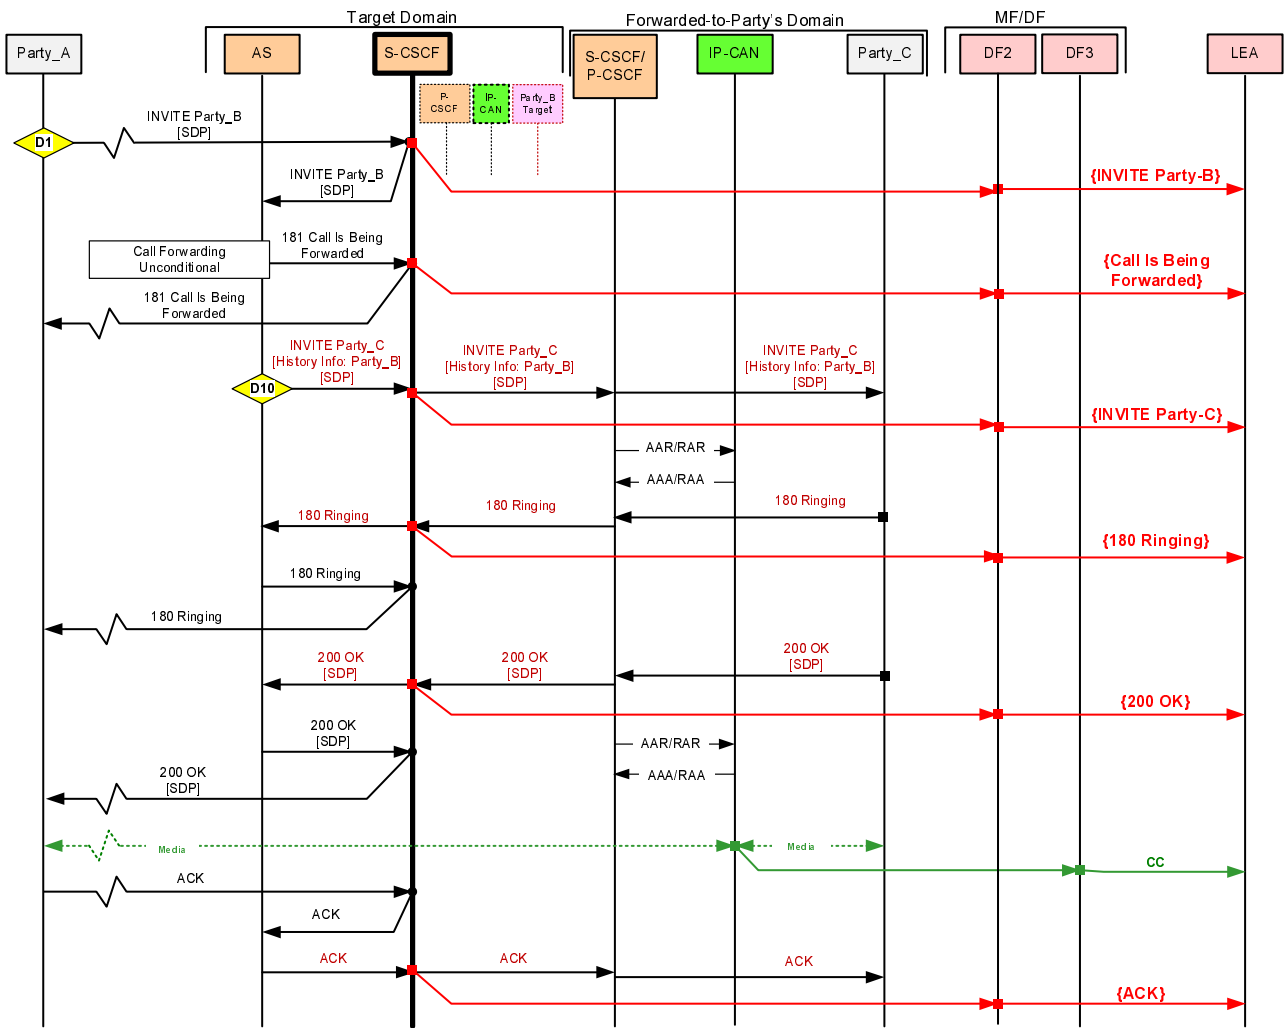 Target Domain
Forwarded-to-Party's Domain
MF/DF
Party_A
AS
S-CSCF
S-CSCF/
P-CSCF
IP-CAN
Party_C
DF2
DF3
LEA
P-
CSCF
IP-
CAN
Party_B
Target
D1
INVITE Party_B
[SDP]
INVITE Party_B
[SDP]
{INVITE Party-B}
Call Forwarding
Unconditional
181 Call Is Being
Forwarded
{Call Is Being
Forwarded}
181 Call Is Being
Forwarded
D10
INVITE Party_C
[History Info: Party_B]
[SDP]
INVITE Party_C
[History Info: Party_B]
[SDP]
INVITE Party_C
[History Info: Party_B]
[SDP]
{INVITE Party-C}
AAR/RAR
AAA/RAA
180 Ringing
180 Ringing
180 Ringing
{180 Ringing}
180 Ringing
180 Ringing
200 OK
[SDP]
200 OK
[SDP]
200 OK
[SDP]
{200 OK}
200 OK
[SDP]
AAR/RAR
AAA/RAA
200 OK
[SDP]
Media
Media
CC
ACK
ACK
ACK
ACK
ACK
{ACK}